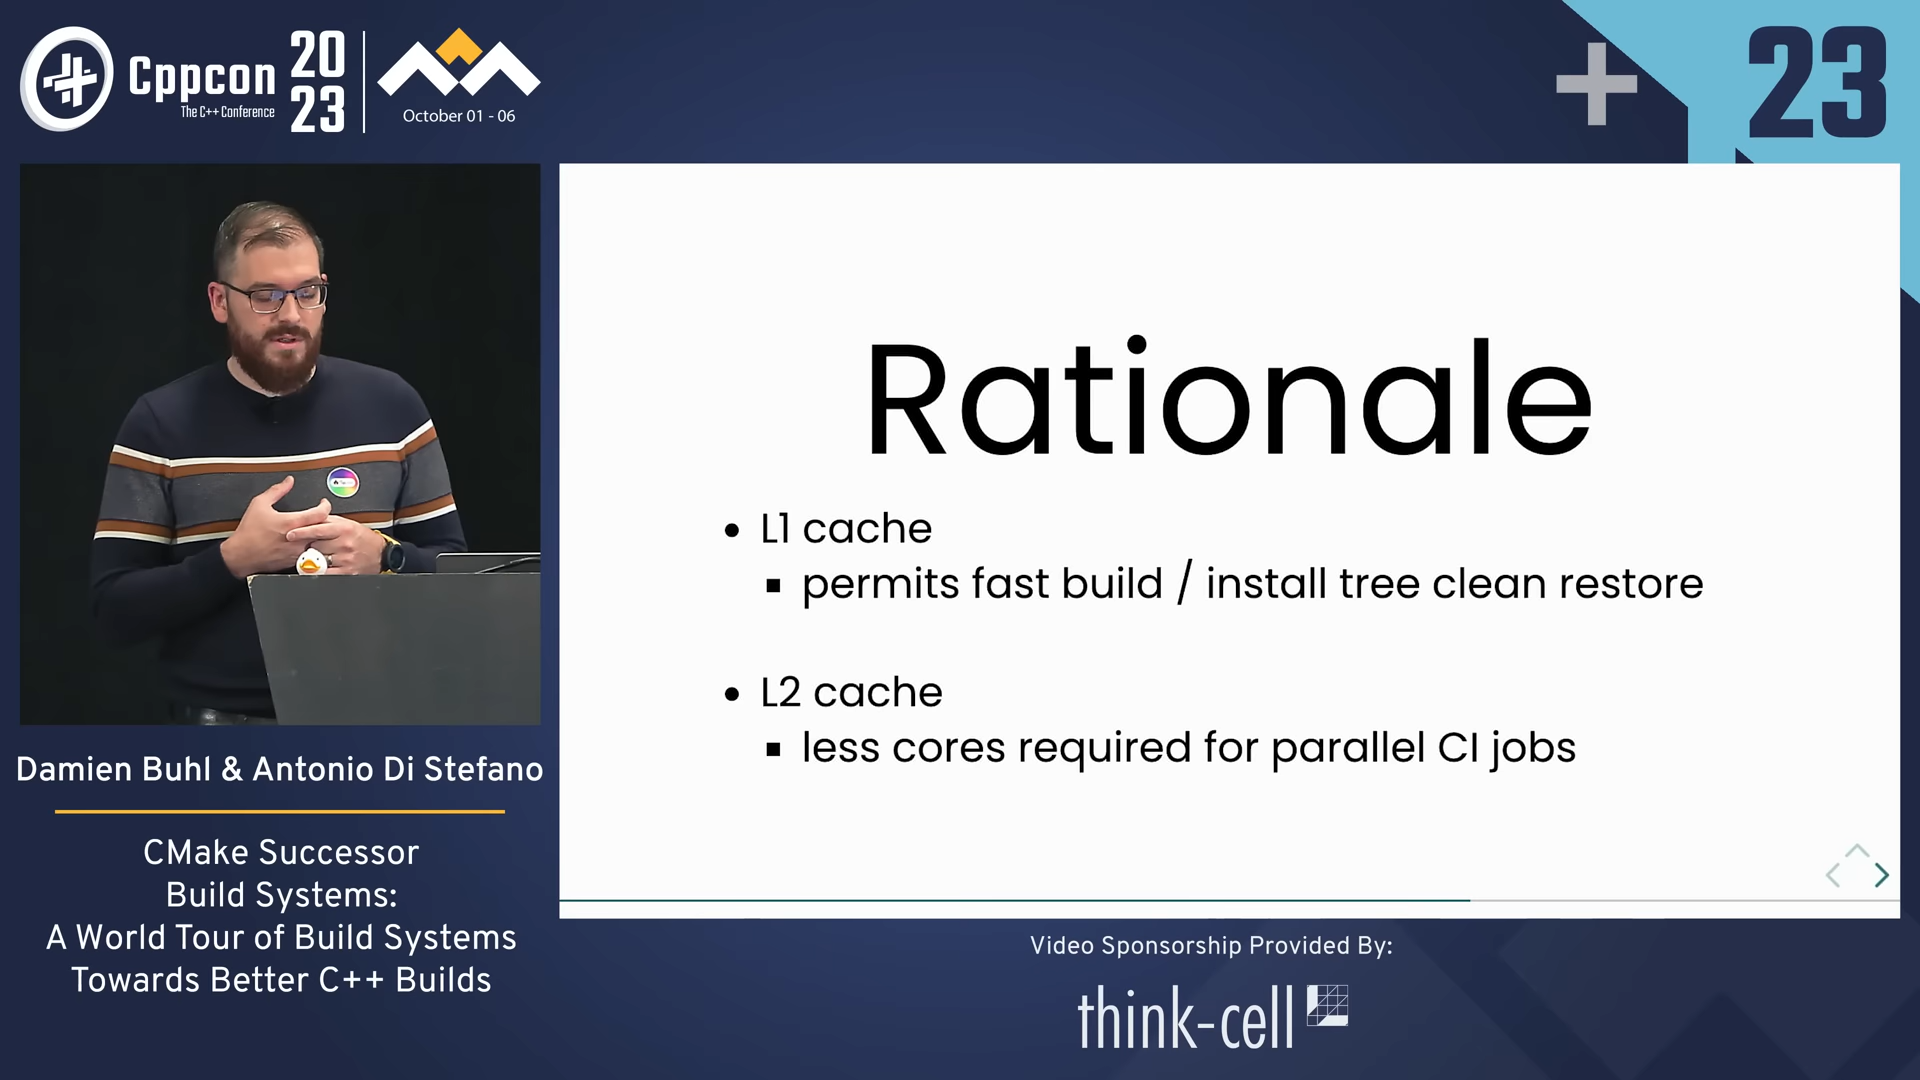 Cppcon
The C++ Conference
20
23
October 01 - 06
23
Rationale
• L1 cache
▪ permits fast build / install tree clean restore
• L2 cache
▪ less cores required for parallel CI jobs
Damien Buhl & Antonio Di Stefano
CMake Successor
Build Systems:
A World Tour of Build Systems
Towards Better C++ Builds
Video Sponsorship Provided By:
think-cell